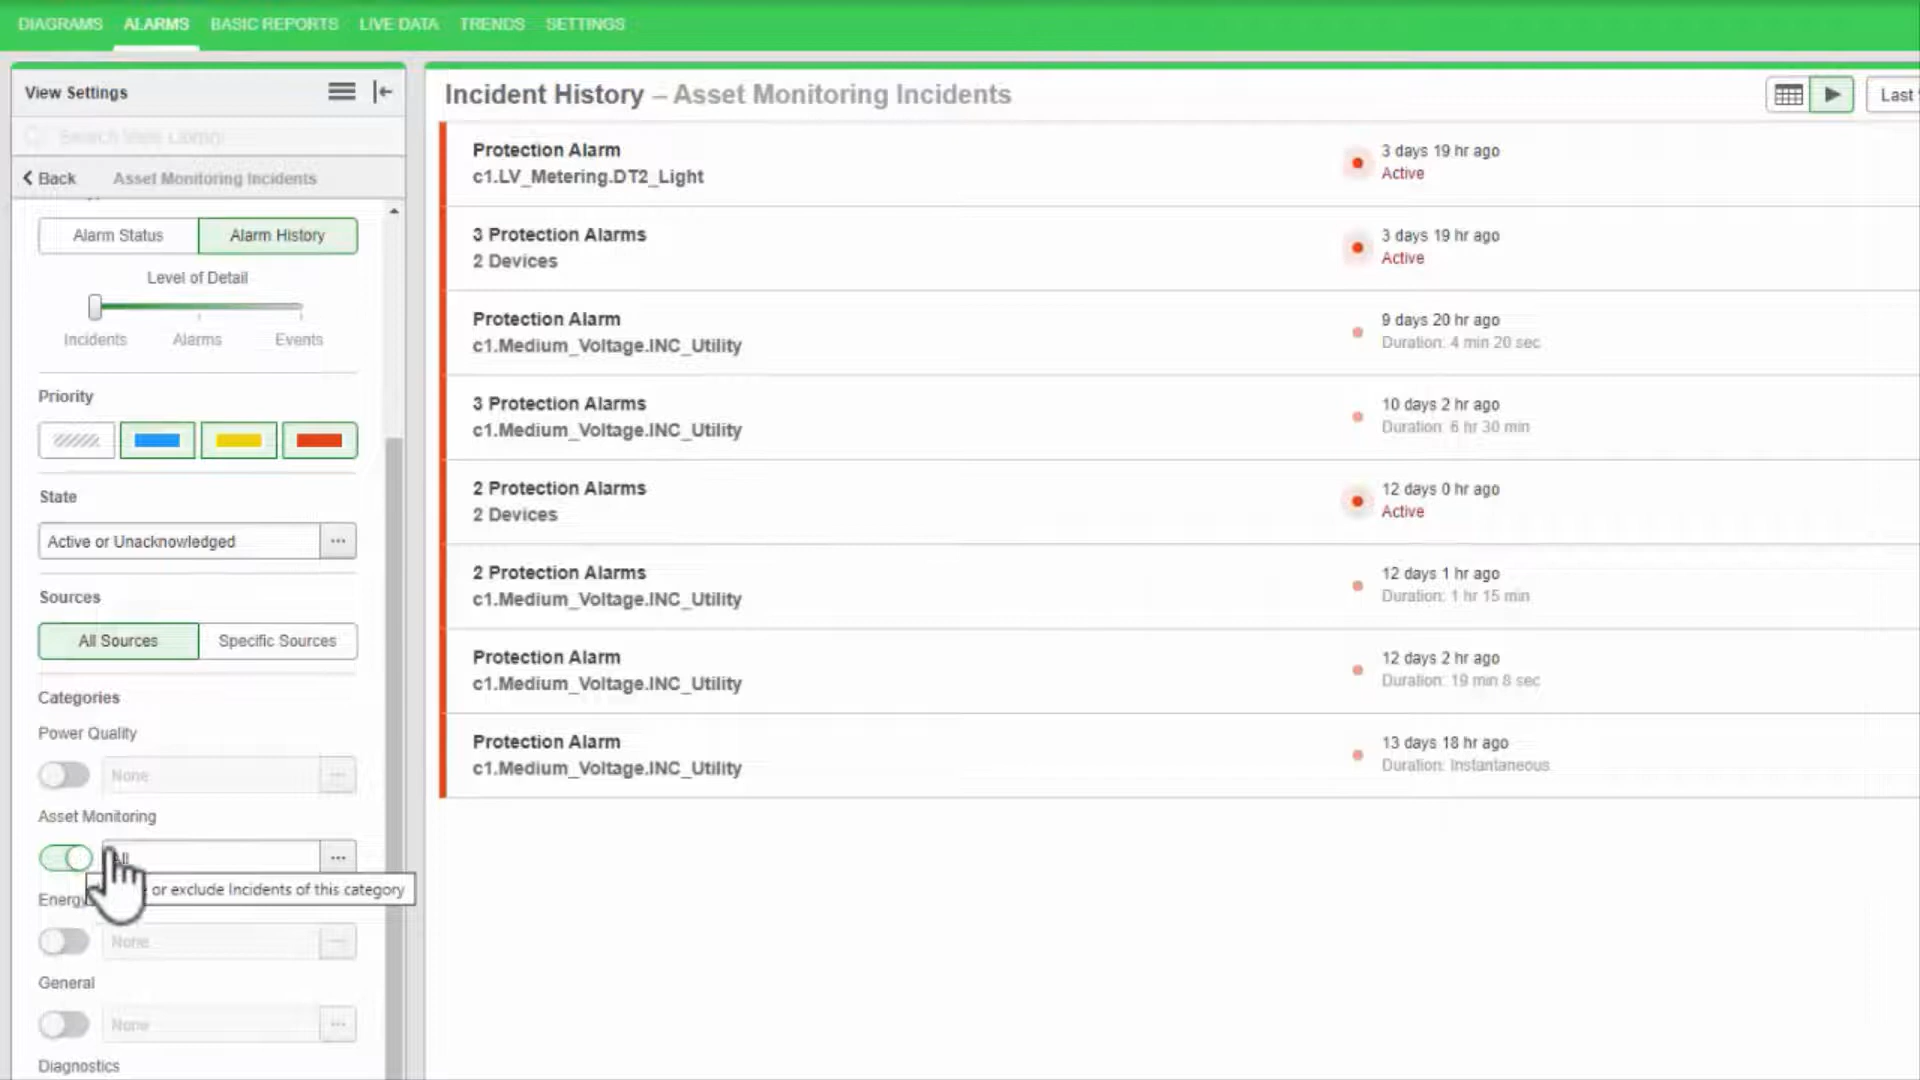 DIAGRAMS ALARMS BASIC REPORTS LIVE DATA TRENDS SETTINGS
View Settings
Search View Library
Back Asset Monitoring Incidents
Alarm Status Alarm History
Level of Detail
Incidents Alarms Events
Priority
State
Active or Unacknowledged ...
Sources
All Sources Specific Sources
Categories
Power Quality
None ...
Asset Monitoring
All ...
or exclude Incidents of this category
Energy
None ...
General
None ...
Diagnostics
Incident History – Asset Monitoring Incidents
Last
Protection Alarm 3 days 19 hr ago
c1.LV_Metering.DT2_Light Active
3 Protection Alarms 3 days 19 hr ago
2 Devices Active
Protection Alarm 9 days 20 hr ago
c1.Medium_Voltage.INC_Utility Duration: 4 min 20 sec
3 Protection Alarms 10 days 2 hr ago
c1.Medium_Voltage.INC_Utility Duration: 6 hr 30 min
2 Protection Alarms 12 days 0 hr ago
2 Devices Active
2 Protection Alarms 12 days 1 hr ago
c1.Medium_Voltage.INC_Utility Duration: 1 hr 15 min
Protection Alarm 12 days 2 hr ago
c1.Medium_Voltage.INC_Utility Duration: 19 min 8 sec
Protection Alarm 13 days 18 hr ago
c1.Medium_Voltage.INC_Utility Duration: Instantaneous